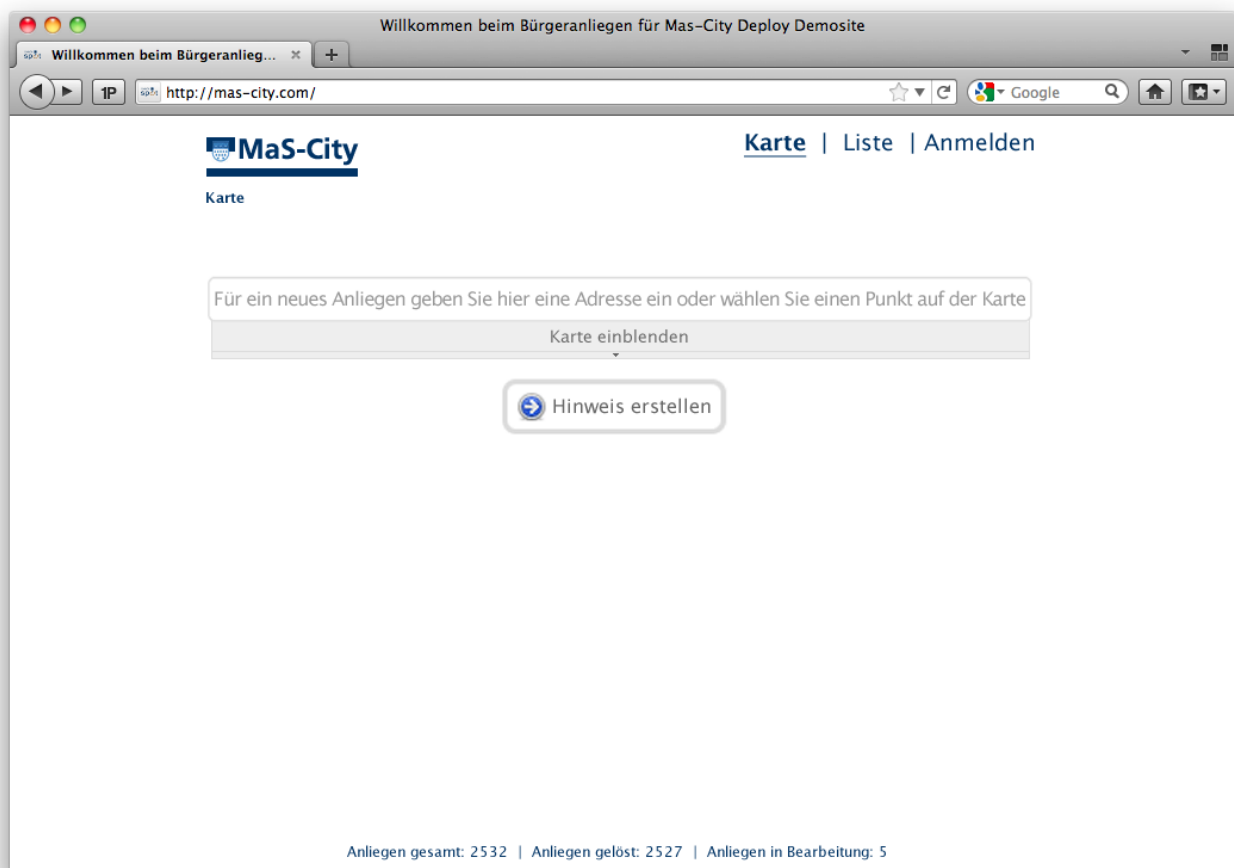 Willkommen beim Bürgeranliegen für Mas-City Deploy Demosite
Willkommen beim Bürgeranlieg...
1P http://mas-city.com/ Google
MaS-City
Karte | Liste | Anmelden
Karte
Für ein neues Anliegen geben Sie hier eine Adresse ein oder wählen Sie einen Punkt auf der Karte
Karte einblenden
Hinweis erstellen
Anliegen gesamt: 2532 | Anliegen gelöst: 2527 | Anliegen in Bearbeitung: 5